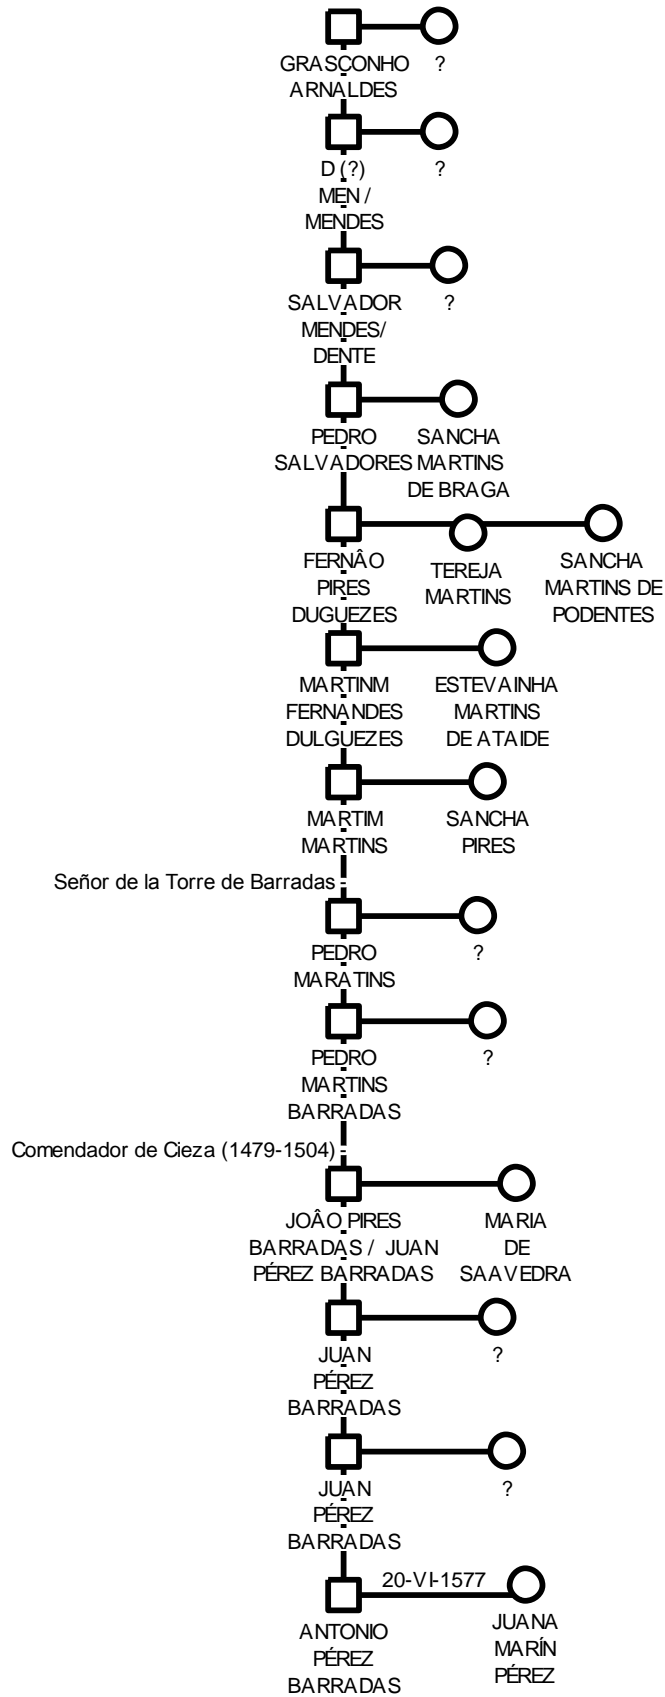 GRASCONHO ?
ARNALDES
D (?) ?
MEN /
MENDES
SALVADOR ?
MENDES/
DENTE
PEDRO SANCHA
SALVADORES MARTINS
DE BRAGA
FERNÂO TEREJA SANCHA
PIRES MARTINS MARTINS DE
DUGUEZES PODENTES
MARTINM ESTEVAINHA
FERNANDES MARTINS
DULGUEZES DE ATAIDE
MARTIM SANCHA
MARTINS PIRES
Señor de la Torre de Barradas
PEDRO ?
MARATINS
PEDRO ?
MARTINS
BARRADAS
Comendador de Cieza (1479-1504)
JOÂO PIRES MARIA
BARRADAS / JUAN DE
PÉREZ BARRADAS SAAVEDRA
JUAN ?
PÉREZ
BARRADAS
JUAN ?
PÉREZ
BARRADAS
20-VI-1577
ANTONIO JUANA
PÉREZ MARÍN
BARRADAS PÉREZ